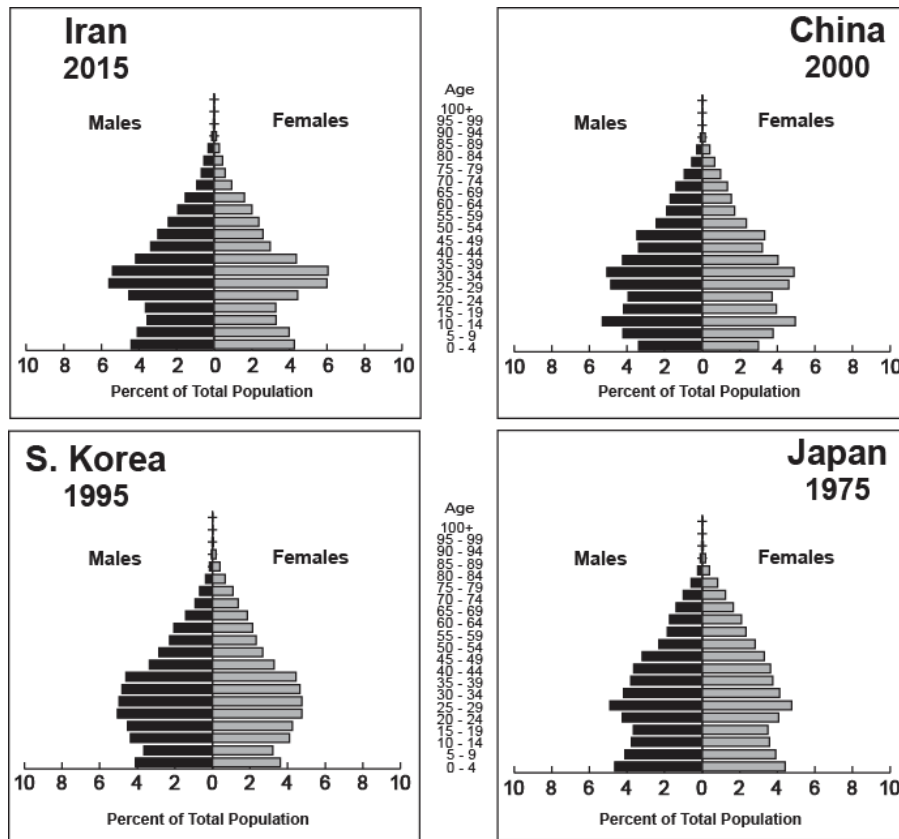 Iran
2015
Males
Females
10 8 6 4 2 0 2 4 6 8 10
Percent of Total Population
Age
100+
95 - 99
90 - 94
85 - 89
80 - 84
75 - 79
70 - 74
65 - 69
60 - 64
55 - 59
50 - 54
45 - 49
40 - 44
35 - 39
30 - 34
25 - 29
20 - 24
15 - 19
10 - 14
5 - 9
0 - 4
China
2000
Males
Females
10 8 6 4 2 0 2 4 6 8 10
Percent of Total Population
S. Korea
1995
Males
Females
10 8 6 4 2 0 2 4 6 8 10
Percent of Total Population
Age
100+
95 - 99
90 - 94
85 - 89
80 - 84
75 - 79
70 - 74
65 - 69
60 - 64
55 - 59
50 - 54
45 - 49
40 - 44
35 - 39
30 - 34
25 - 29
20 - 24
15 - 19
10 - 14
5 - 9
0 - 4
Japan
1975
Males
Females
10 8 6 4 2 0 2 4 6 8 10
Percent of Total Population